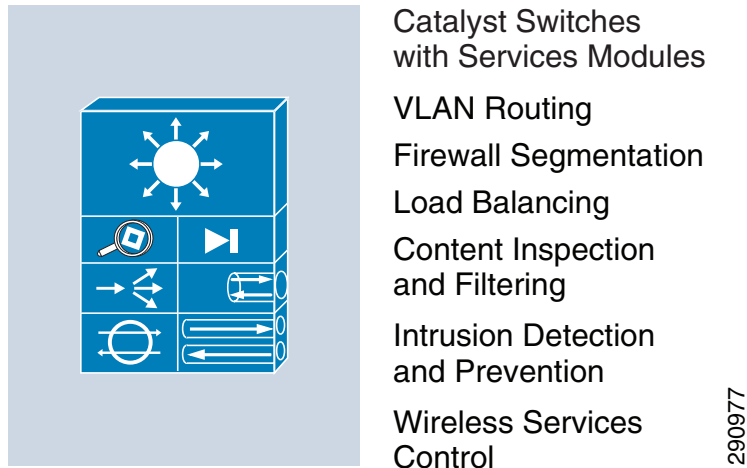 Catalyst Switches
with Services Modules
VLAN Routing
Firewall Segmentation
Load Balancing
Content Inspection
and Filtering
Intrusion Detection
and Prevention
Wireless Services
Control
290977